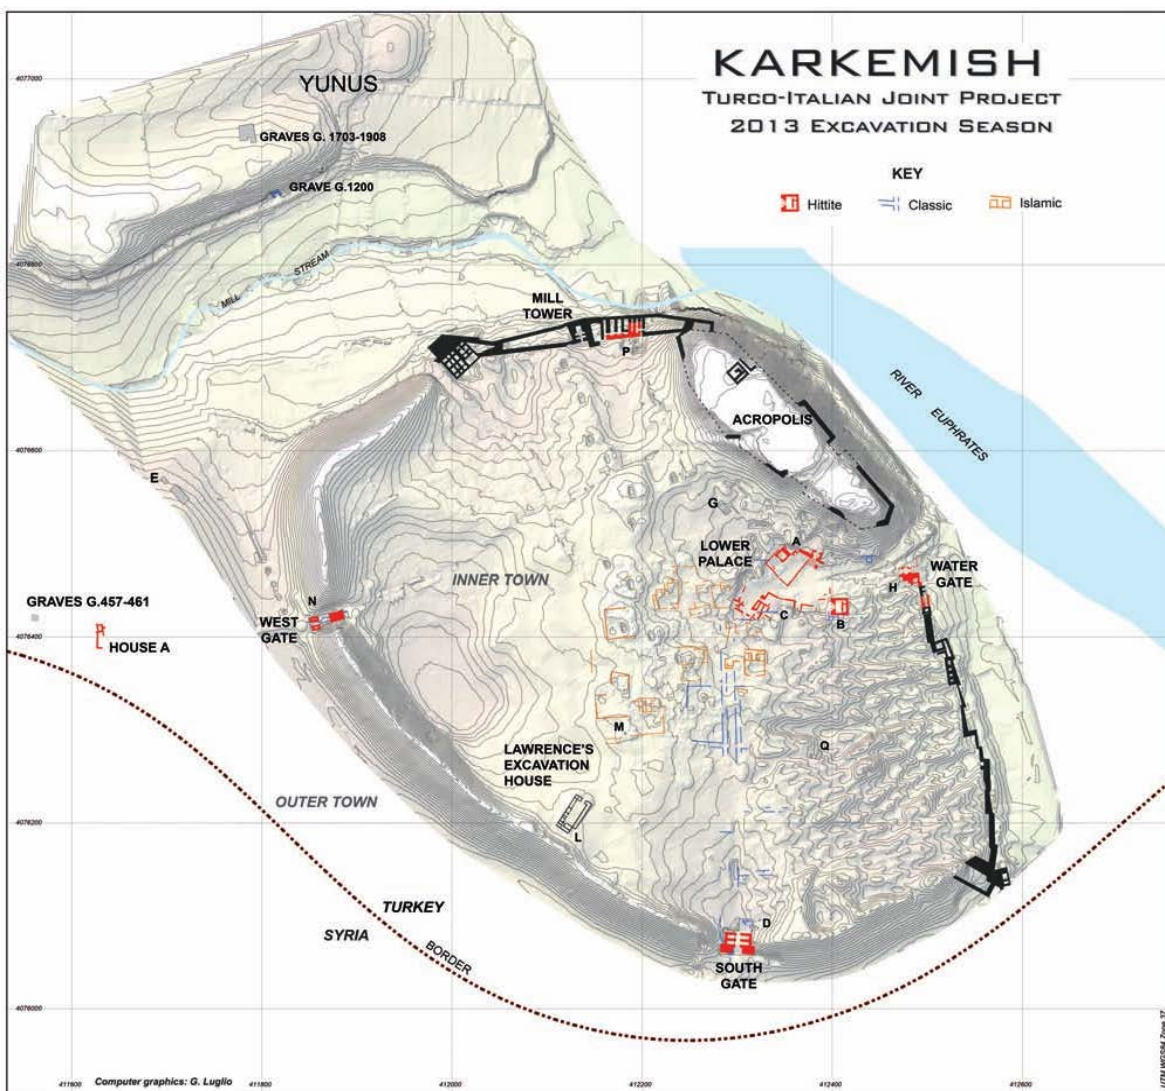 KARKEMISH
TURCO-ITALIAN JOINT PROJECT
2013 EXCAVATION SEASON
KEY
Hittite
Classic
Islamic
4077000
YUNUS
GRAVES G. 1703-1908
GRAVE G.1200
MILL STREAM
MILL
TOWER
P
RIVER EUPHRATES
ACROPOLIS
4076600
E
G
A
LOWER
PALACE
INNER TOWN
WATER
GATE
H
GRAVES G.457-461
N
WEST
GATE
C
B
4076400
HOUSE A
M
Q
LAWRENCE'S
EXCAVATION
HOUSE
OUTER TOWN
4076200
L
TURKEY
SYRIA
BORDER
D
SOUTH
GATE
4076000
411600
411800
412000
412200
412400
412600
Computer graphics: G. Luglio